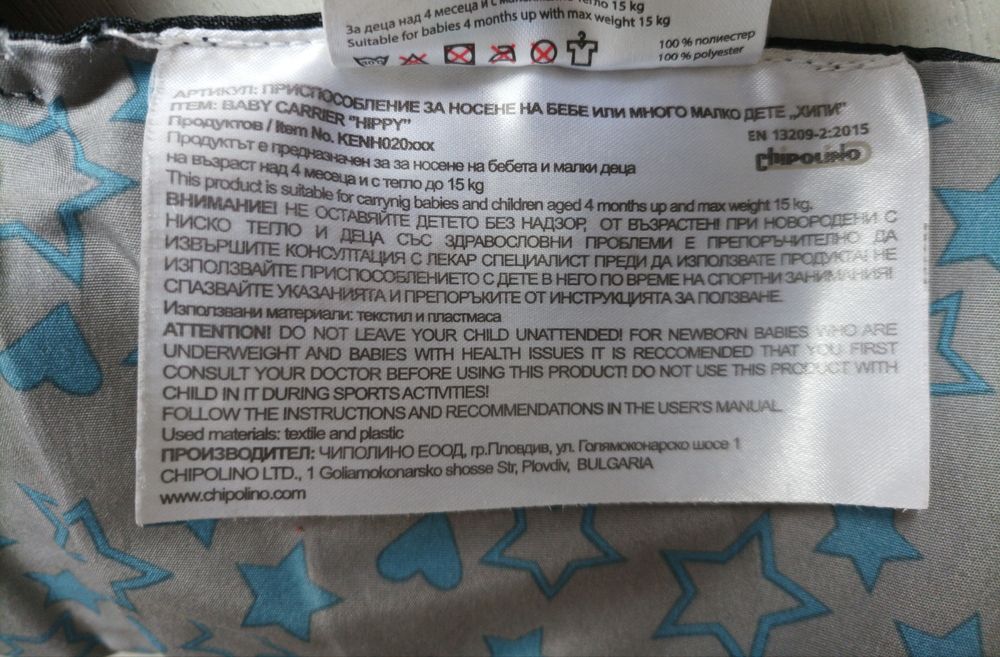 За деца над 4 месеца и с 15 kg
Suitable for babies 4 months up with max weight 15 kg
100 % полиестер
100 % polyester
АРТИКУЛ: ПРИСПОСОБЛЕНИЕ ЗА НОСЕНЕ НА БЕБЕ ИЛИ МНОГО МАЛКО ДЕТЕ „ХИПИ"
ITEM: BABY CARRIER "HIPPY"
Продуктов / Item No. KENH020xxx
EN 13209-2:2015
chipolino
Продуктът е предназначен за за носене на бебета и малки деца
на възраст над 4 месеца и с тегло до 15 kg
This product is suitable for carrynig babies and children aged 4 months up and max weight 15 kg.
ВНИМАНИЕ! НЕ ОСТАВЯЙТЕ ДЕТЕТО БЕЗ НАДЗОР, ОТ ВЪЗРАСТЕН! ПРИ НОВОРОДЕНИ С
НИСКО ТЕГЛО И ДЕЦА СЪС ЗДРАВОСЛОВНИ ПРОБЛЕМИ Е ПРЕПОРЪЧИТЕЛНО ДА
ИЗВЪРШИТЕ КОНСУЛТАЦИЯ С ЛЕКАР СПЕЦИАЛИСТ ПРЕДИ ДА ИЗПОЛЗВАТЕ ПРОДУКТА! НЕ
ИЗПОЛЗВАЙТЕ ПРИСПОСОБЛЕНИЕТО С ДЕТЕ В НЕГО ПО ВРЕМЕ НА СПОРТНИ ЗАНИМАНИЯ!
СПАЗВАЙТЕ УКАЗАНИЯТА И ПРЕПОРЪКИТЕ ОТ ИНСТРУКЦИЯТА ЗА ПОЛЗВАНЕ.
Използвани материали: текстил и пластмаса
ATTENTION! DO NOT LEAVE YOUR CHILD UNATTENDED! FOR NEWBORN BABIES WHO ARE
UNDERWEIGHT AND BABIES WITH HEALTH ISSUES IT IS RECCOMENDED THAT YOU FIRST
CONSULT YOUR DOCTOR BEFORE USING THIS PRODUCT! DO NOT USE THIS PRODUCT WITH
CHILD IN IT DURING SPORTS ACTIVITIES!
FOLLOW THE INSTRUCTIONS AND RECOMMENDATIONS IN THE USER'S MANUAL.
Used materials: textile and plastic
ПРОИЗВОДИТЕЛ: ЧИПОЛИНО ЕООД, гр.Пловдив, ул. Голямоконарско шосе 1
CHIPOLINO LTD., 1 Goliamokonarsko shosse Str, Plovdiv, BULGARIA
www.chipolino.com